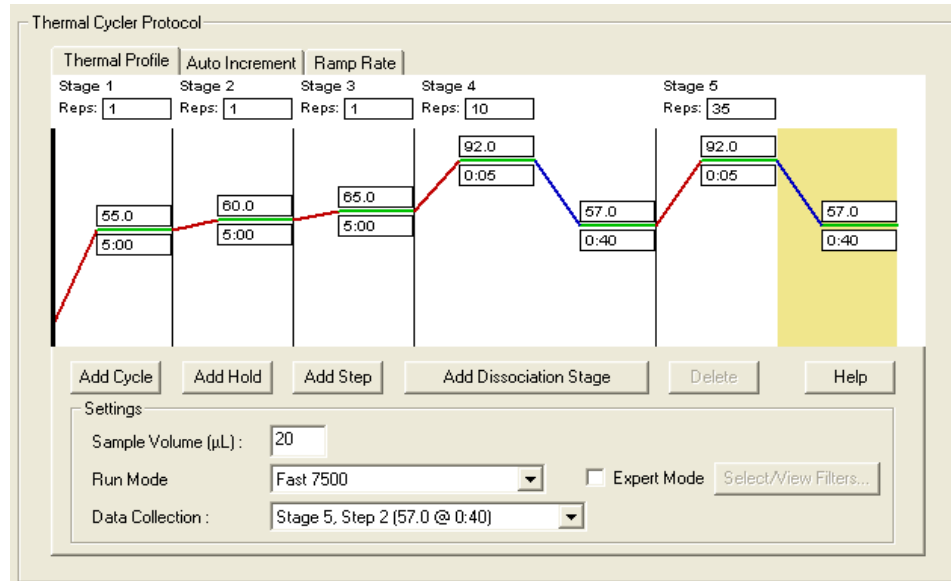 Thermal Cycler Protocol
Thermal Profile Auto Increment Ramp Rate
Stage 1 Stage 2 Stage 3 Stage 4 Stage 5
Reps: 1 Reps: 1 Reps: 1 Reps: 10 Reps: 35
92.0 92.0
0:05 0:05
65.0
60.0
55.0 57.0 57.0
5:00
5:00
5:00 0:40 0:40
Add Cycle Add Hold Add Step Add Dissociation Stage Delete Help
Settings
Sample Volume (µL) : 20
Run Mode Fast 7500 Expert Mode Select/View Filters...
Data Collection : Stage 5, Step 2 (57.0 @ 0:40)